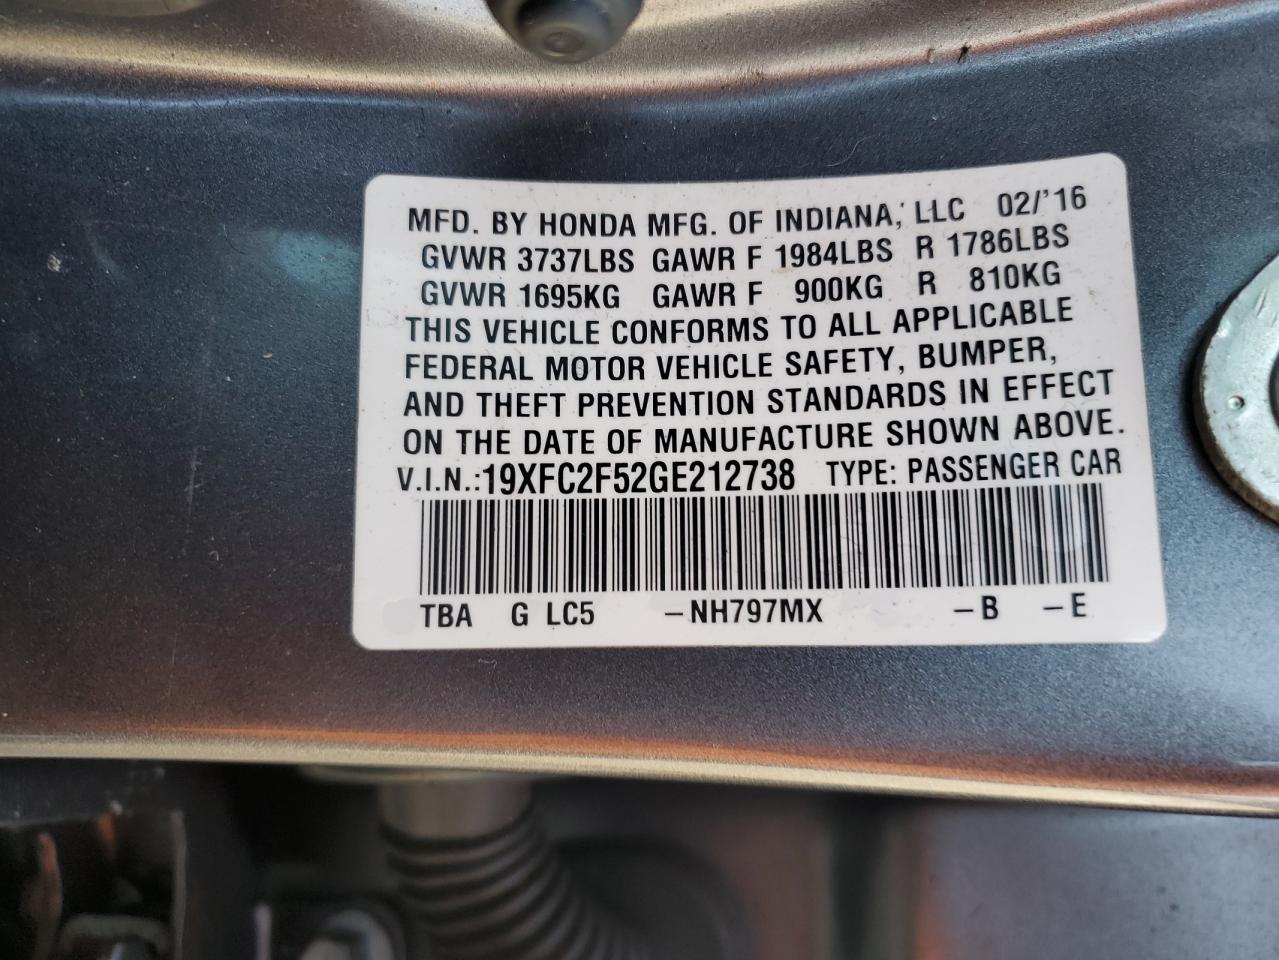 MFD. BY HONDA MFG. OF INDIANA, LLC 02/'16
GVWR 3737LBS GAWR F 1984LBS R 1786LBS
GVWR 1695KG GAWR F 900KG R 810KG
THIS VEHICLE CONFORMS TO ALL APPLICABLE
FEDERAL MOTOR VEHICLE SAFETY, BUMPER,
AND THEFT PREVENTION STANDARDS IN EFFECT
ON THE DATE OF MANUFACTURE SHOWN ABOVE.
V.I.N.:19XFC2F52GE212738 TYPE: PASSENGER CAR
TBA G LC5 –NH797MX –B –E